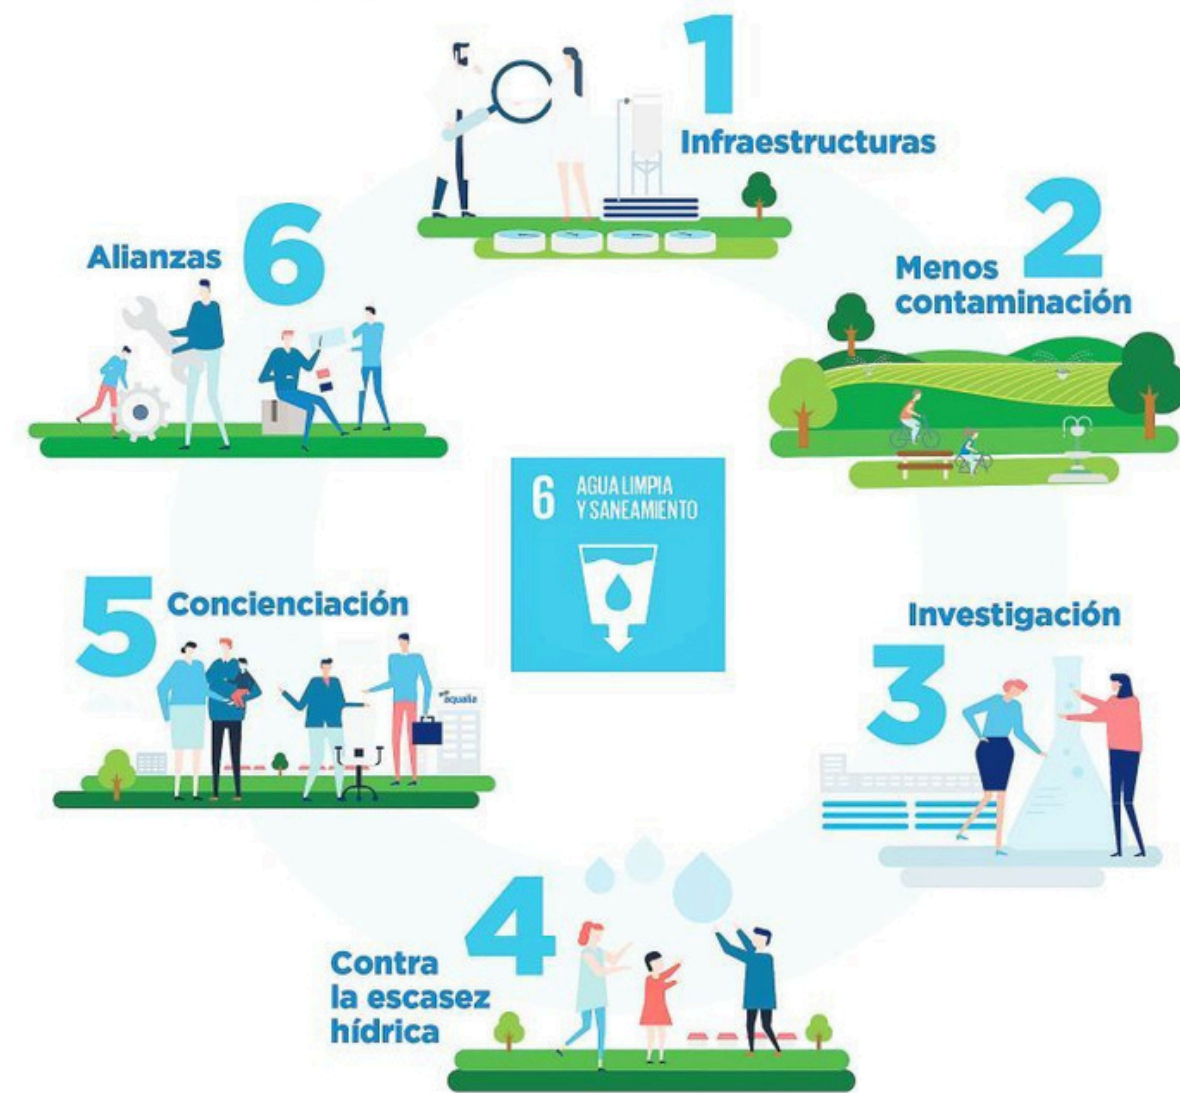 1
Infraestructuras
2
Menos
contaminación
Investigación
3
4
Contra
la escasez
hídrica
5
Concienciación
aqualia
Alianzas
6
6
AGUA LIMPIA
Y SANEAMIENTO